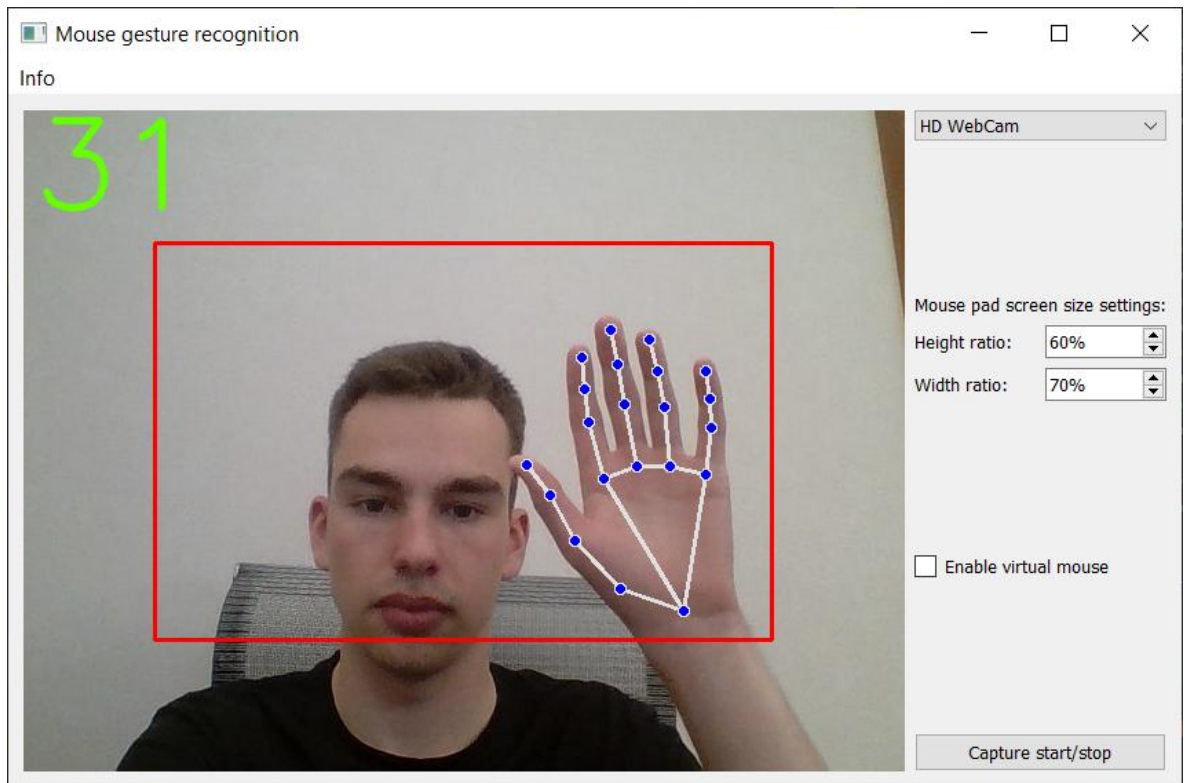 Mouse gesture recognition
Info
31
HD WebCam
Mouse pad screen size settings:
Height ratio: 60%
Width ratio: 70%
Enable virtual mouse
Capture start/stop